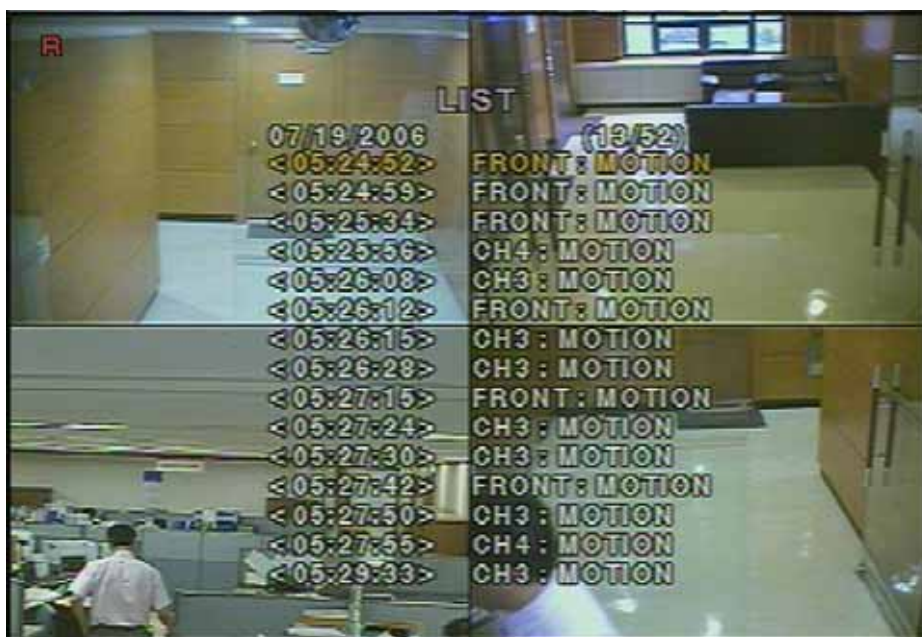 R
LIST
07/19/2006 (13/52)
<05:24:52> FRONT:MOTION
<05:24:59> FRONT:MOTION
<05:25:34> FRONT:MOTION
<05:25:56> CH4:MOTION
<05:26:08> CH3:MOTION
<05:26:12> FRONT:MOTION
<05:26:15> CH3:MOTION
<05:26:28> CH3:MOTION
<05:27:15> FRONT:MOTION
<05:27:24> CH3:MOTION
<05:27:30> CH3:MOTION
<05:27:42> FRONT:MOTION
<05:27:50> CH3:MOTION
<05:27:55> CH4:MOTION
<05:29:33> CH3:MOTION